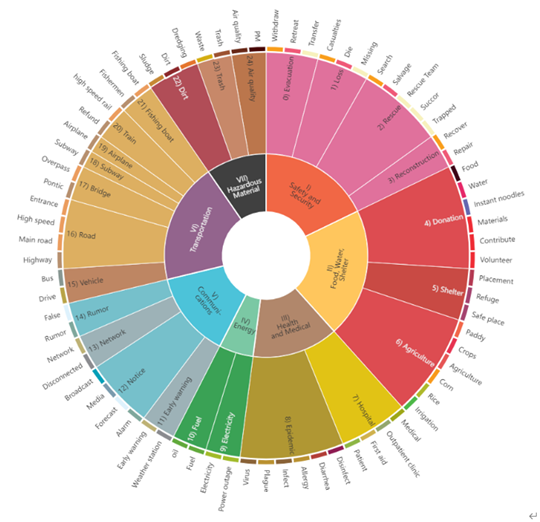 I)
Safety and
Security
II)
Food, Water,
Shelter
III)
Health
and Medical
IV)
Energy
V)
Communi-
cations
VI)
Transportation
VII)
Hazardous
Material
0) Evacuation
1) Loss
2) Rescue
3) Reconstruction
4) Donation
5) Shelter
6) Agriculture
7) Hospital
8) Epidemic
9) Electricity
10) Fuel
11) Early warning
12) Notice
13) Network
14) Rumor
15) Vehicle
16) Road
17) Bridge
18) Subway
19) Airplane
20) Train
21) Fishing boat
22) Dirt
23) Trash
24) Air quality
Withdraw
Retreat
Transfer
Casualties
Die
Missing
Search
Salvage
Rescue Team
Succor
Trapped
Recover
Repair
Food
Water
Instant noodles
Materials
Contribute
Volunteer
Placement
Refuge
Safe place
Paddy
Crops
Agriculture
Corn
Rice
Irrigation
Medical
Outpatient clinic
First aid
Patient
Disinfect
Diarrhea
Allergy
Infect
Plague
Virus
Power outage
Electricity
Fuel
oil
Weather station
Early warning
Alarm
Forecast
Media
Broadcast
Disconnected
Network
Rumor
False
Drive
Bus
Highway
Main road
High speed
Entrance
Pontic
Overpass
Subway
Airplane
Refund
high speed rail
Fishermen
Fishing boat
Sludge
Dirt
Dredging
Waste
Trash
Air quality
PM
↵